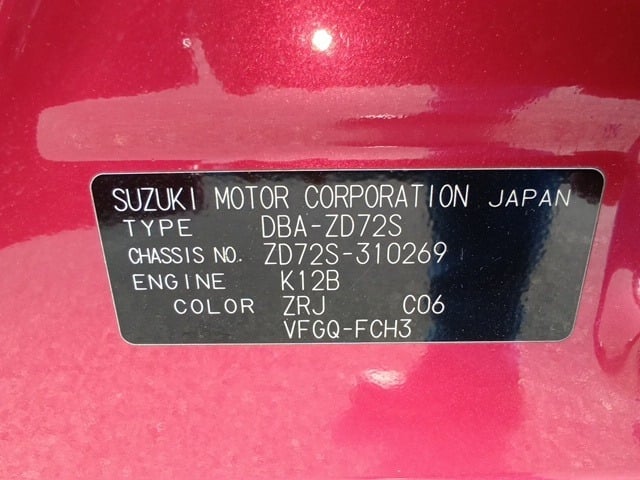 SUZUKI MOTOR CORPORATION JAPAN
TYPE DBA-ZD72S
CHASSIS NO. ZD72S-310269
ENGINE K12B
COLOR ZRJ C06
VFGQ-FCH3